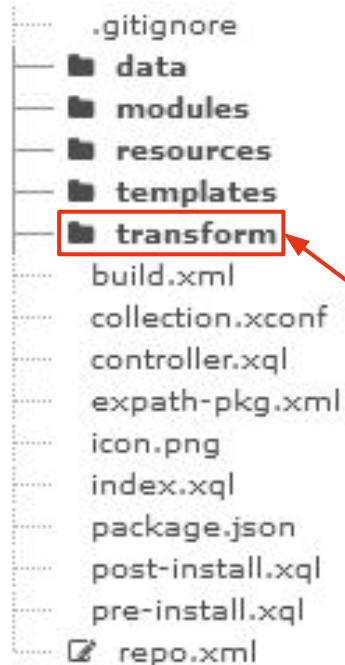 .gitignore
data
modules
resources
templates
transform
build.xml
collection.xconf
controller.xql
expath-pkg.xml
icon.png
index.xql
package.json
post-install.xql
pre-install.xql
repo.xml